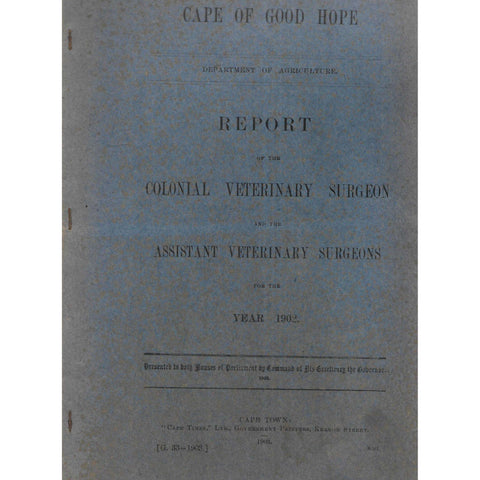 CAPE OF GOOD HOPE
DEPARTMENT OF AGRICULTURE.
REPORT
OF THE
COLONIAL VETERINARY SURGEON
AND THE
ASSISTANT VETERINARY SURGEONS
FOR THE
YEAR 1902.
Presented to both Houses of Parliament by Command of His Excellency the Governor.
1903.
CAPE TOWN:
"CAPE TIMES," LTD., GOVERNMENT PRINTERS, KEEROM STREET.
1903.
[G. 33—1903.]